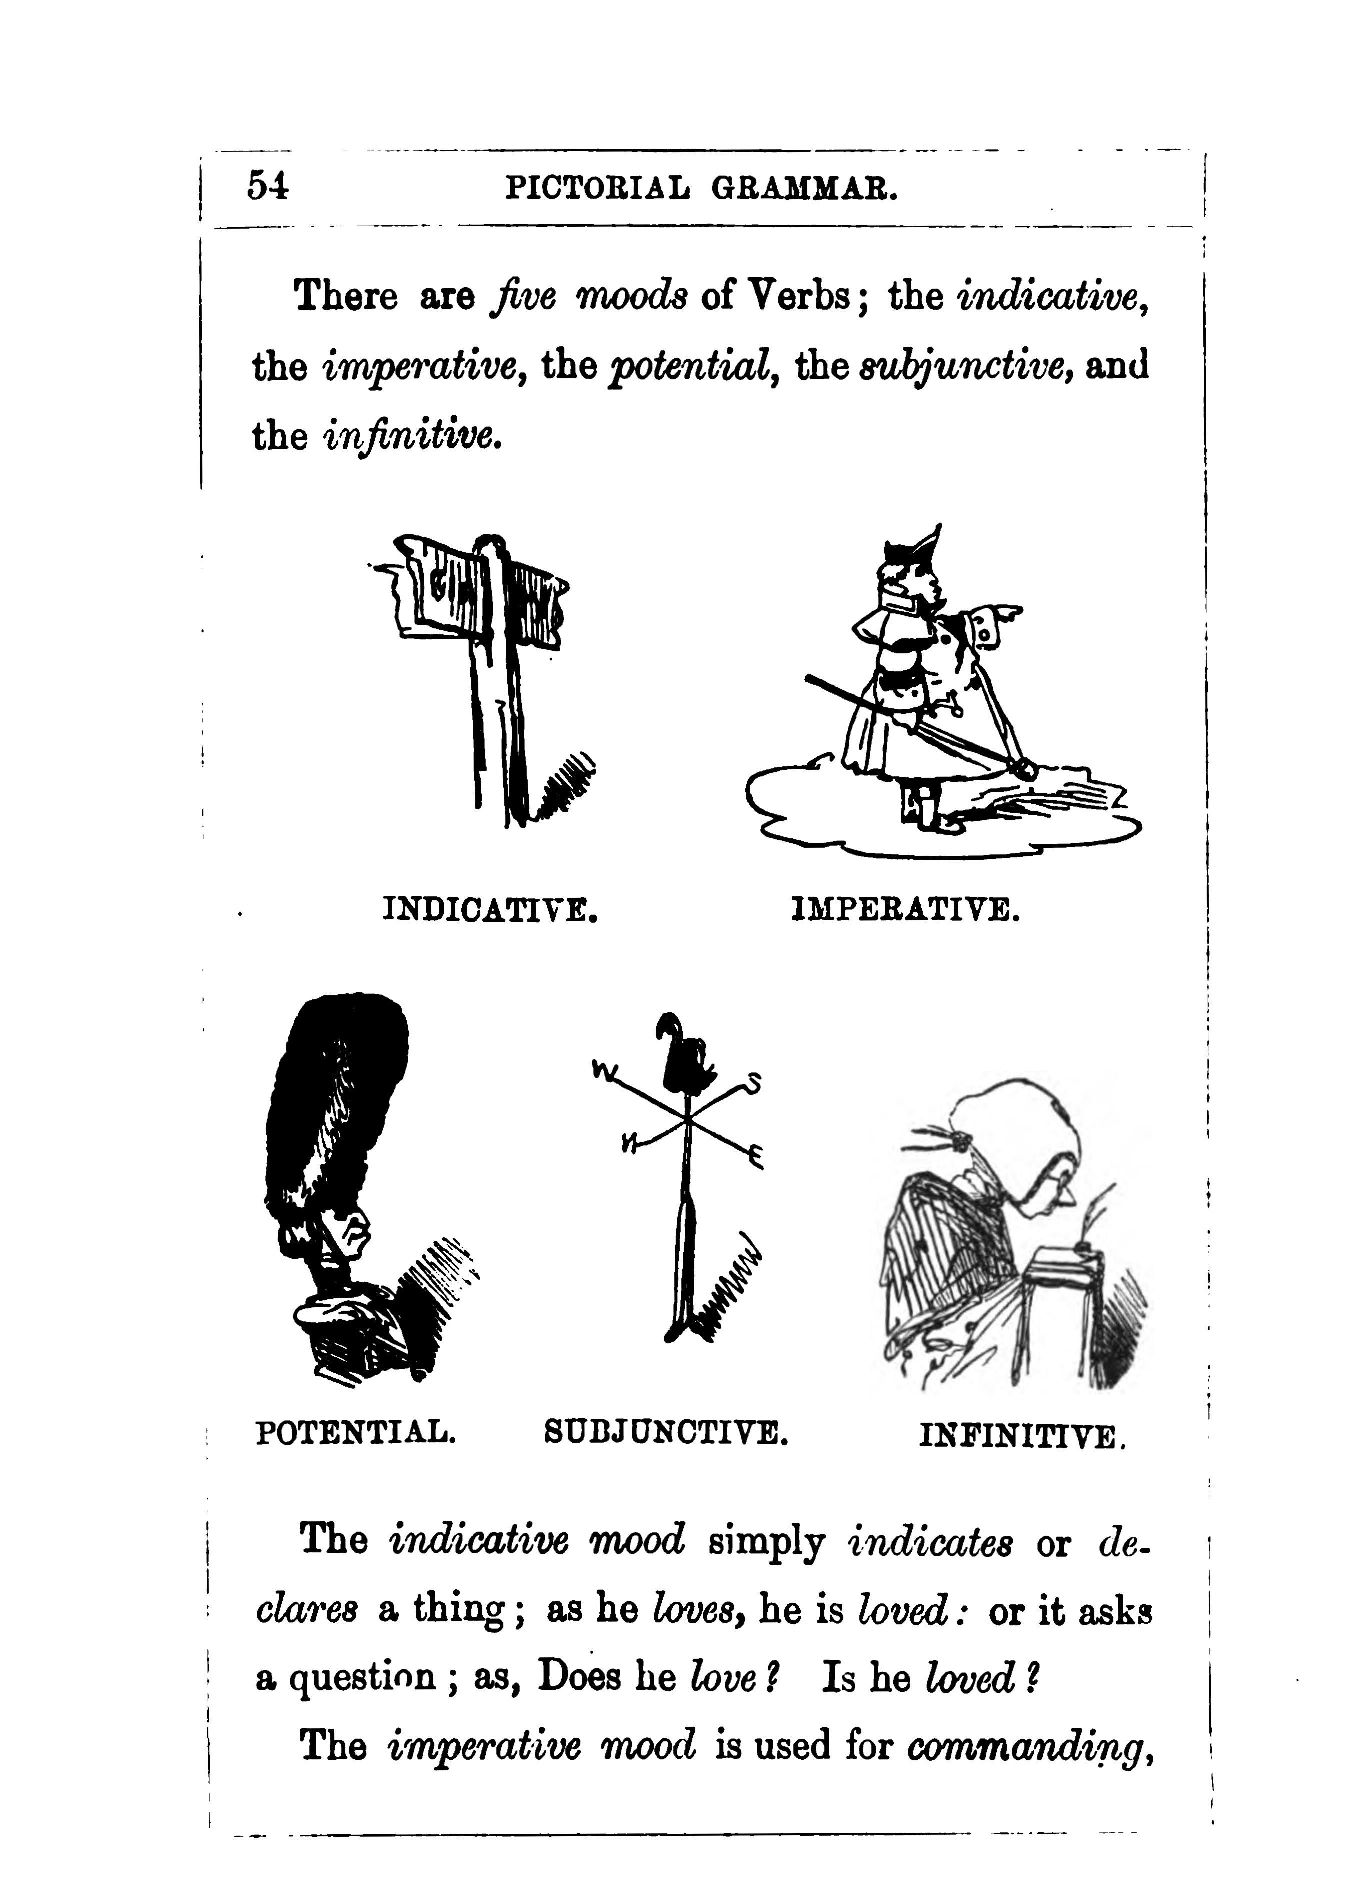 54 PICTORIAL GRAMMAR.
There are five moods of Verbs; the indicative,
the imperative, the potential, the subjunctive, and
the infinitive.
INDICATIVE. IMPERATIVE.
W S
N E
POTENTIAL. SUBJUNCTIVE. INFINITIVE.
The indicative mood simply indicates or de-
clares a thing; as he loves, he is loved: or it asks
a question; as, Does he love? Is he loved?
The imperative mood is used for commanding,